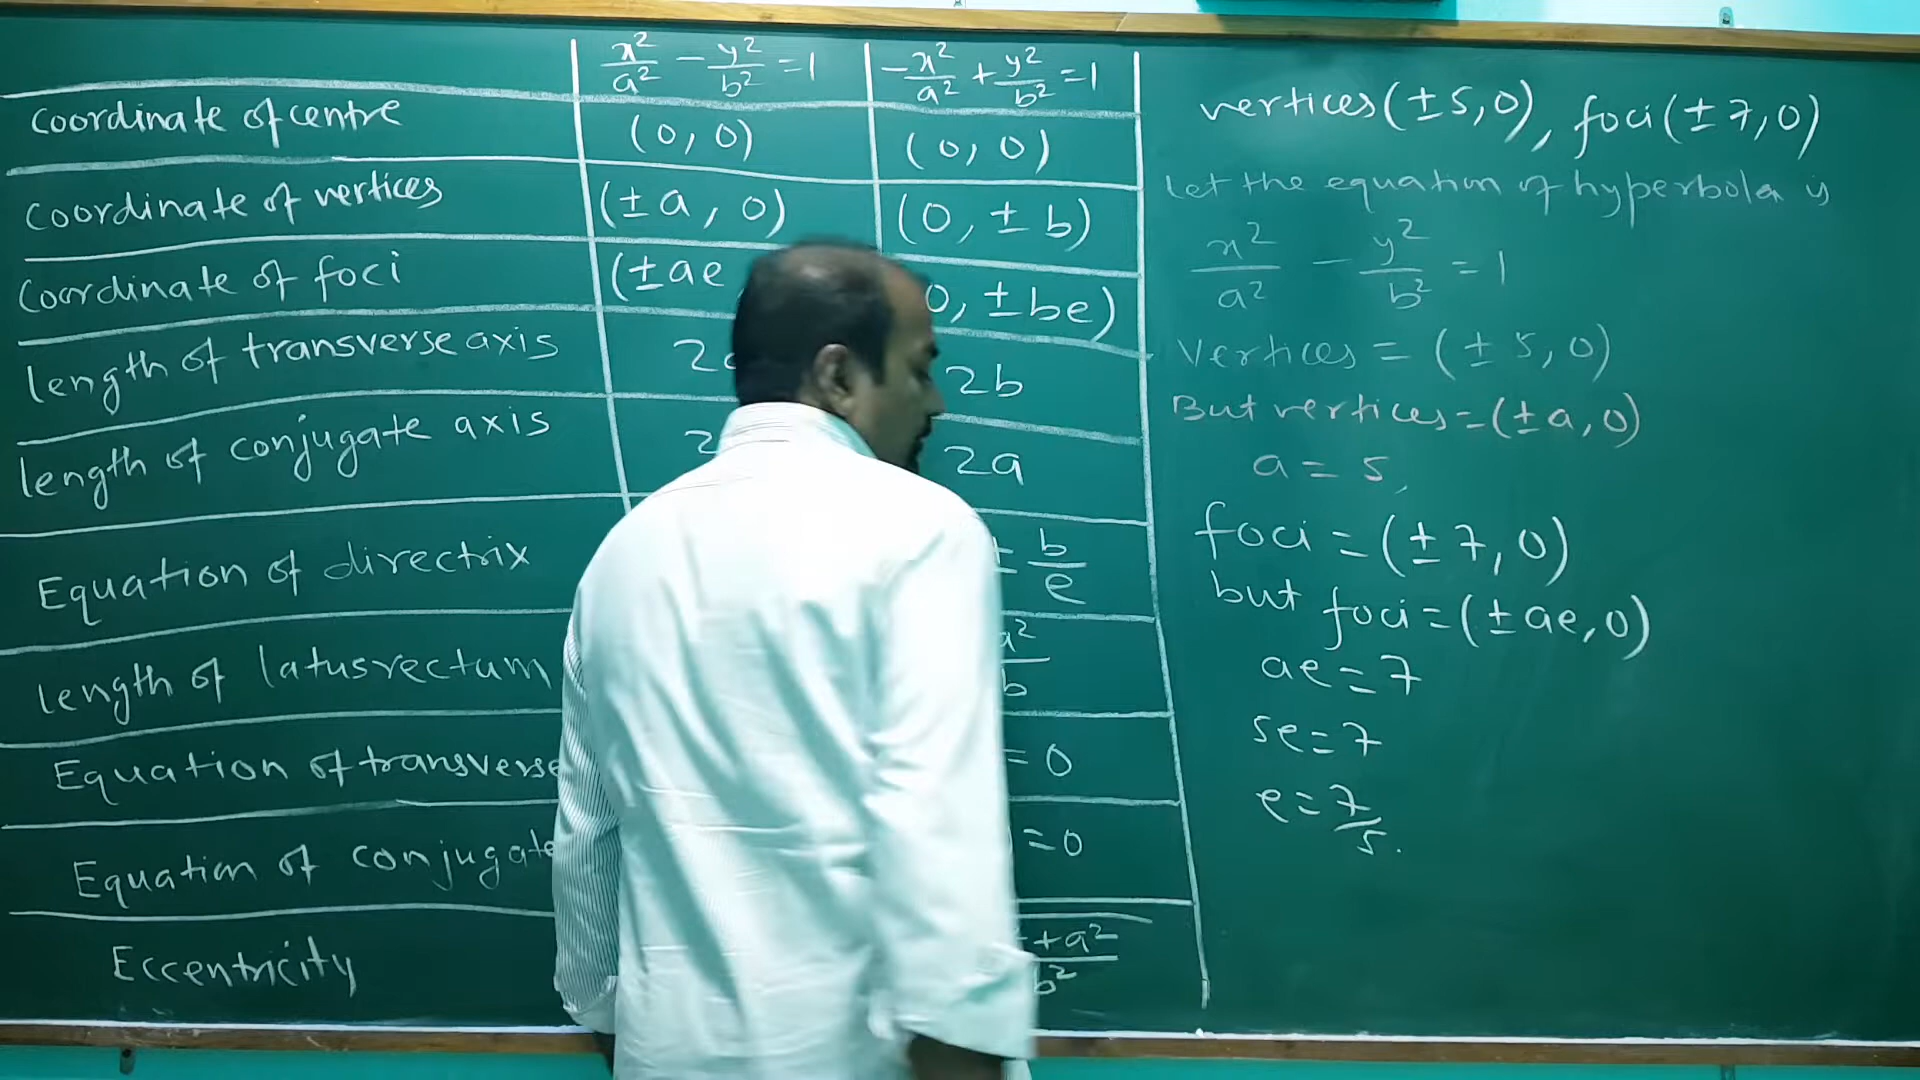 x²/a² - y²/b² = 1
-x²/a² + y²/b² = 1
Coordinate of centre
(0, 0)
(0, 0)
Coordinate of vertices
(±a, 0)
(0, ±b)
Coordinate of foci
(±ae
0, ±be)
length of transverse axis
2b
length of conjugate axis
2
2a
Equation of directrix
b/e
length of latusrectum
a²/b
Equation of transverse
= 0
Equation of conjugate
= 0
Eccentricity
+a²/b²
vertices(±5,0), foci(±7,0)
Let the equation of hyperbola is
x²/a² - y²/b² = 1
Vertices = (±5,0)
But vertices = (±a,0)
a = 5,
foci = (±7,0)
but foci = (±ae,0)
ae = 7
5e = 7
e = 7/5.